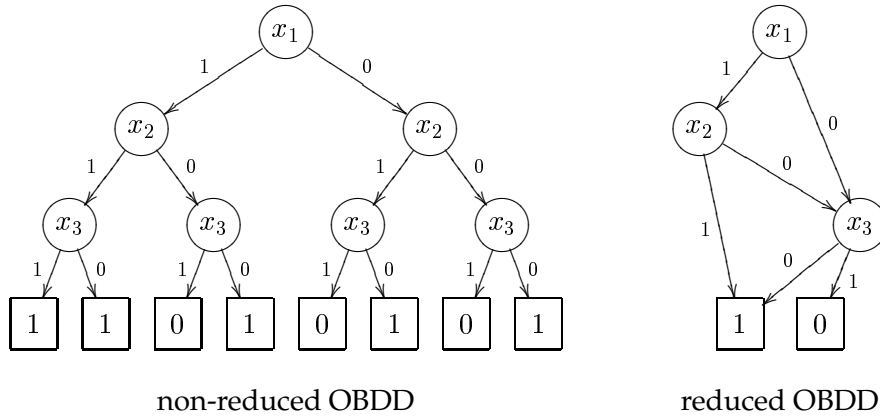 x₁ x₁
1 0 1
x₂ x₂ x₂ 0
1 0 1 0 0
x₃ x₃ x₃ x₃ x₃
1 0 1 0 1 0 1 0 1 0 1
1 1 0 1 0 1 0 1 1 0
non-reduced OBDD reduced OBDD